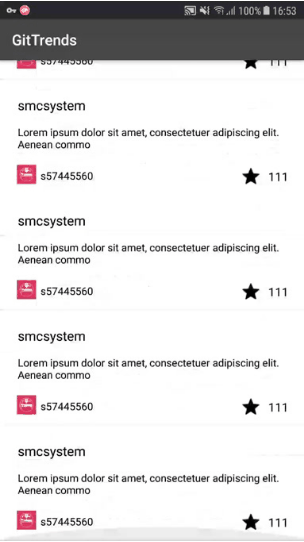 100% 16:53
GitTrends
s57445560 111
smcsystem
Lorem ipsum dolor sit amet, consectetuer adipiscing elit.
Aenean commo
s57445560 111
smcsystem
Lorem ipsum dolor sit amet, consectetuer adipiscing elit.
Aenean commo
s57445560 111
smcsystem
Lorem ipsum dolor sit amet, consectetuer adipiscing elit.
Aenean commo
s57445560 111
smcsystem
Lorem ipsum dolor sit amet, consectetuer adipiscing elit.
Aenean commo
s57445560 111